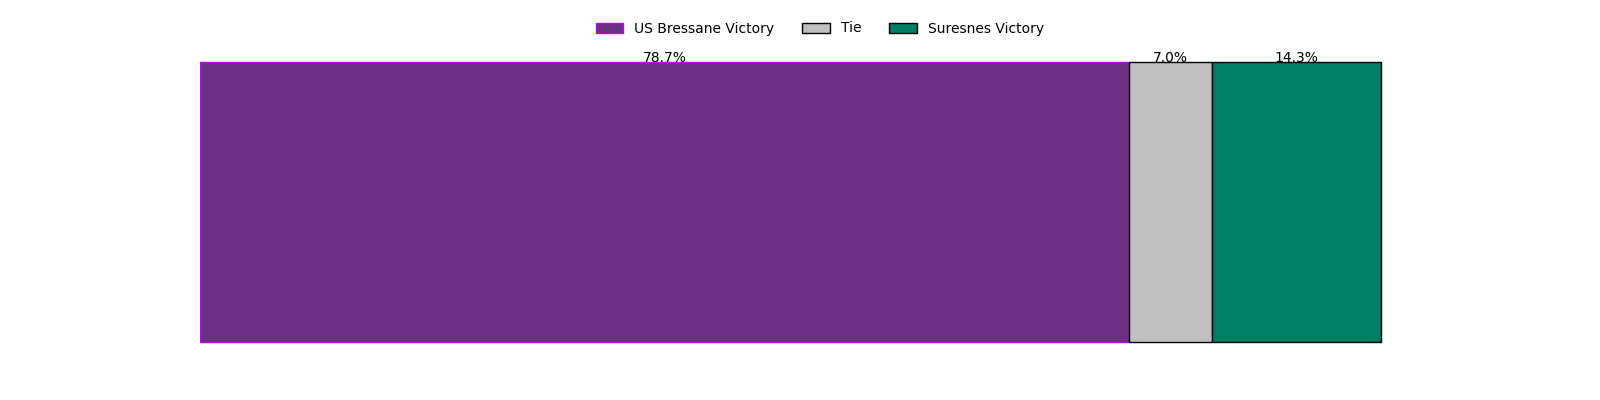 US Bressane Victory Tie Suresnes Victory
78.7% 7.0% 14.3%